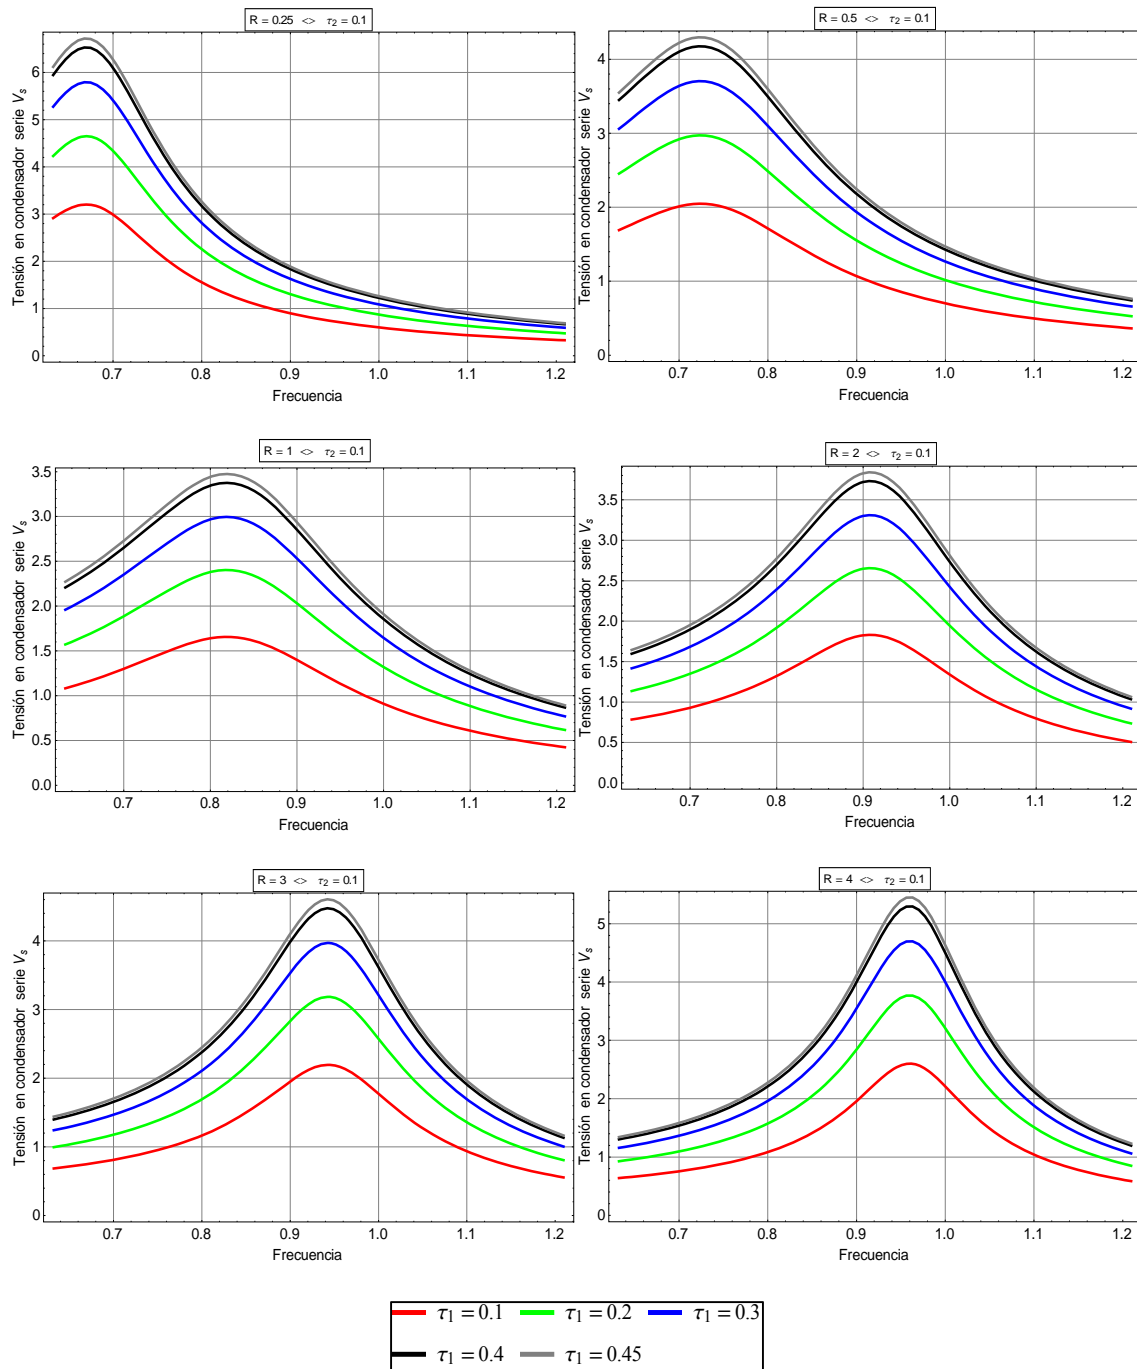 R = 0.25 <> τ2 = 0.1
Tensión en condensador serie Vs
6
5
4
3
2
1
0
0.7 0.8 0.9 1.0 1.1 1.2
Frecuencia
R = 0.5 <> τ2 = 0.1
Tensión en condensador serie Vs
4
3
2
1
0
0.7 0.8 0.9 1.0 1.1 1.2
Frecuencia
R = 1 <> τ2 = 0.1
Tensión en condensador serie Vs
3.5
3.0
2.5
2.0
1.5
1.0
0.5
0.0
0.7 0.8 0.9 1.0 1.1 1.2
Frecuencia
R = 2 <> τ2 = 0.1
Tensión en condensador serie Vs
3.5
3.0
2.5
2.0
1.5
1.0
0.5
0.0
0.7 0.8 0.9 1.0 1.1 1.2
Frecuencia
R = 3 <> τ2 = 0.1
Tensión en condensador serie Vs
4
3
2
1
0
0.7 0.8 0.9 1.0 1.1 1.2
Frecuencia
R = 4 <> τ2 = 0.1
Tensión en condensador serie Vs
5
4
3
2
1
0
0.7 0.8 0.9 1.0 1.1 1.2
Frecuencia
τ1 = 0.1 τ1 = 0.2 τ1 = 0.3
τ1 = 0.4 τ1 = 0.45